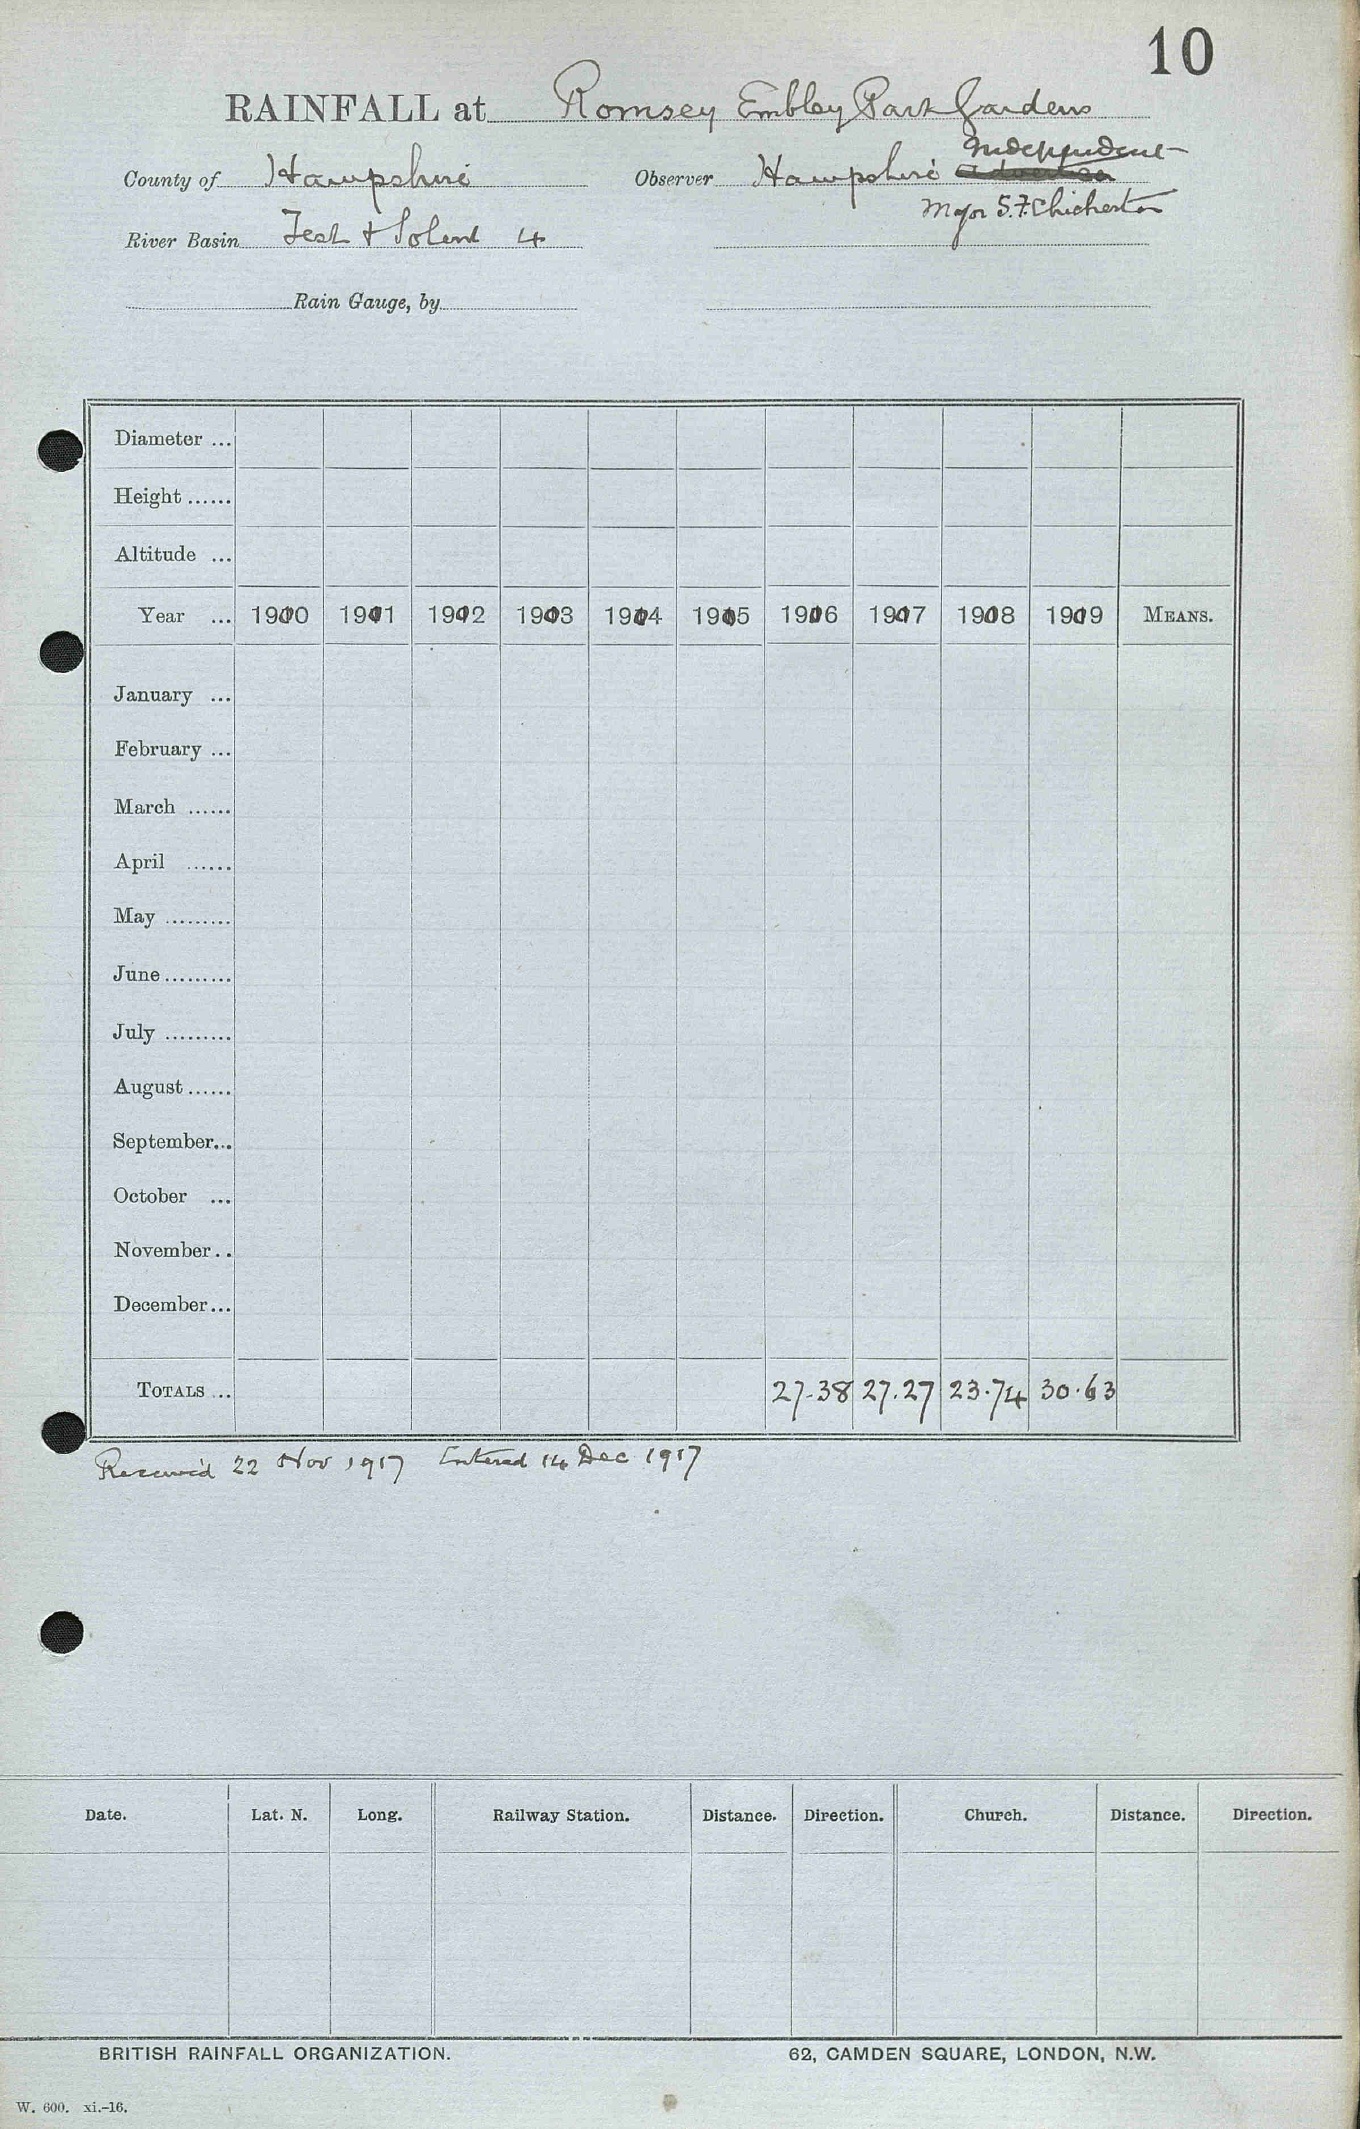 10
RAINFALL at Romsey Embley Park Gardens
Independent
County of Hampshire Observer Hampshire
Major S.F. Chichester
River Basin Test & Solent 4
Rain Gauge, by
Diameter ...
Height ......
Altitude ...
Year ... 1900 1901 1902 1903 1904 1905 1906 1907 1908 1909 MEANS.
January ...
February ...
March ......
April ......
May .........
June .........
July .........
August ......
September...
October ...
November..
December...
TOTALS ... 27.38 27.27 23.74 30.63
Received 22 Nov 1917 Entered 14 Dec 1917
Date. Lat. N. Long. Railway Station. Distance. Direction. Church. Distance. Direction.
BRITISH RAINFALL ORGANIZATION. 62, CAMDEN SQUARE, LONDON, N.W.
W. 600. xi.-16.